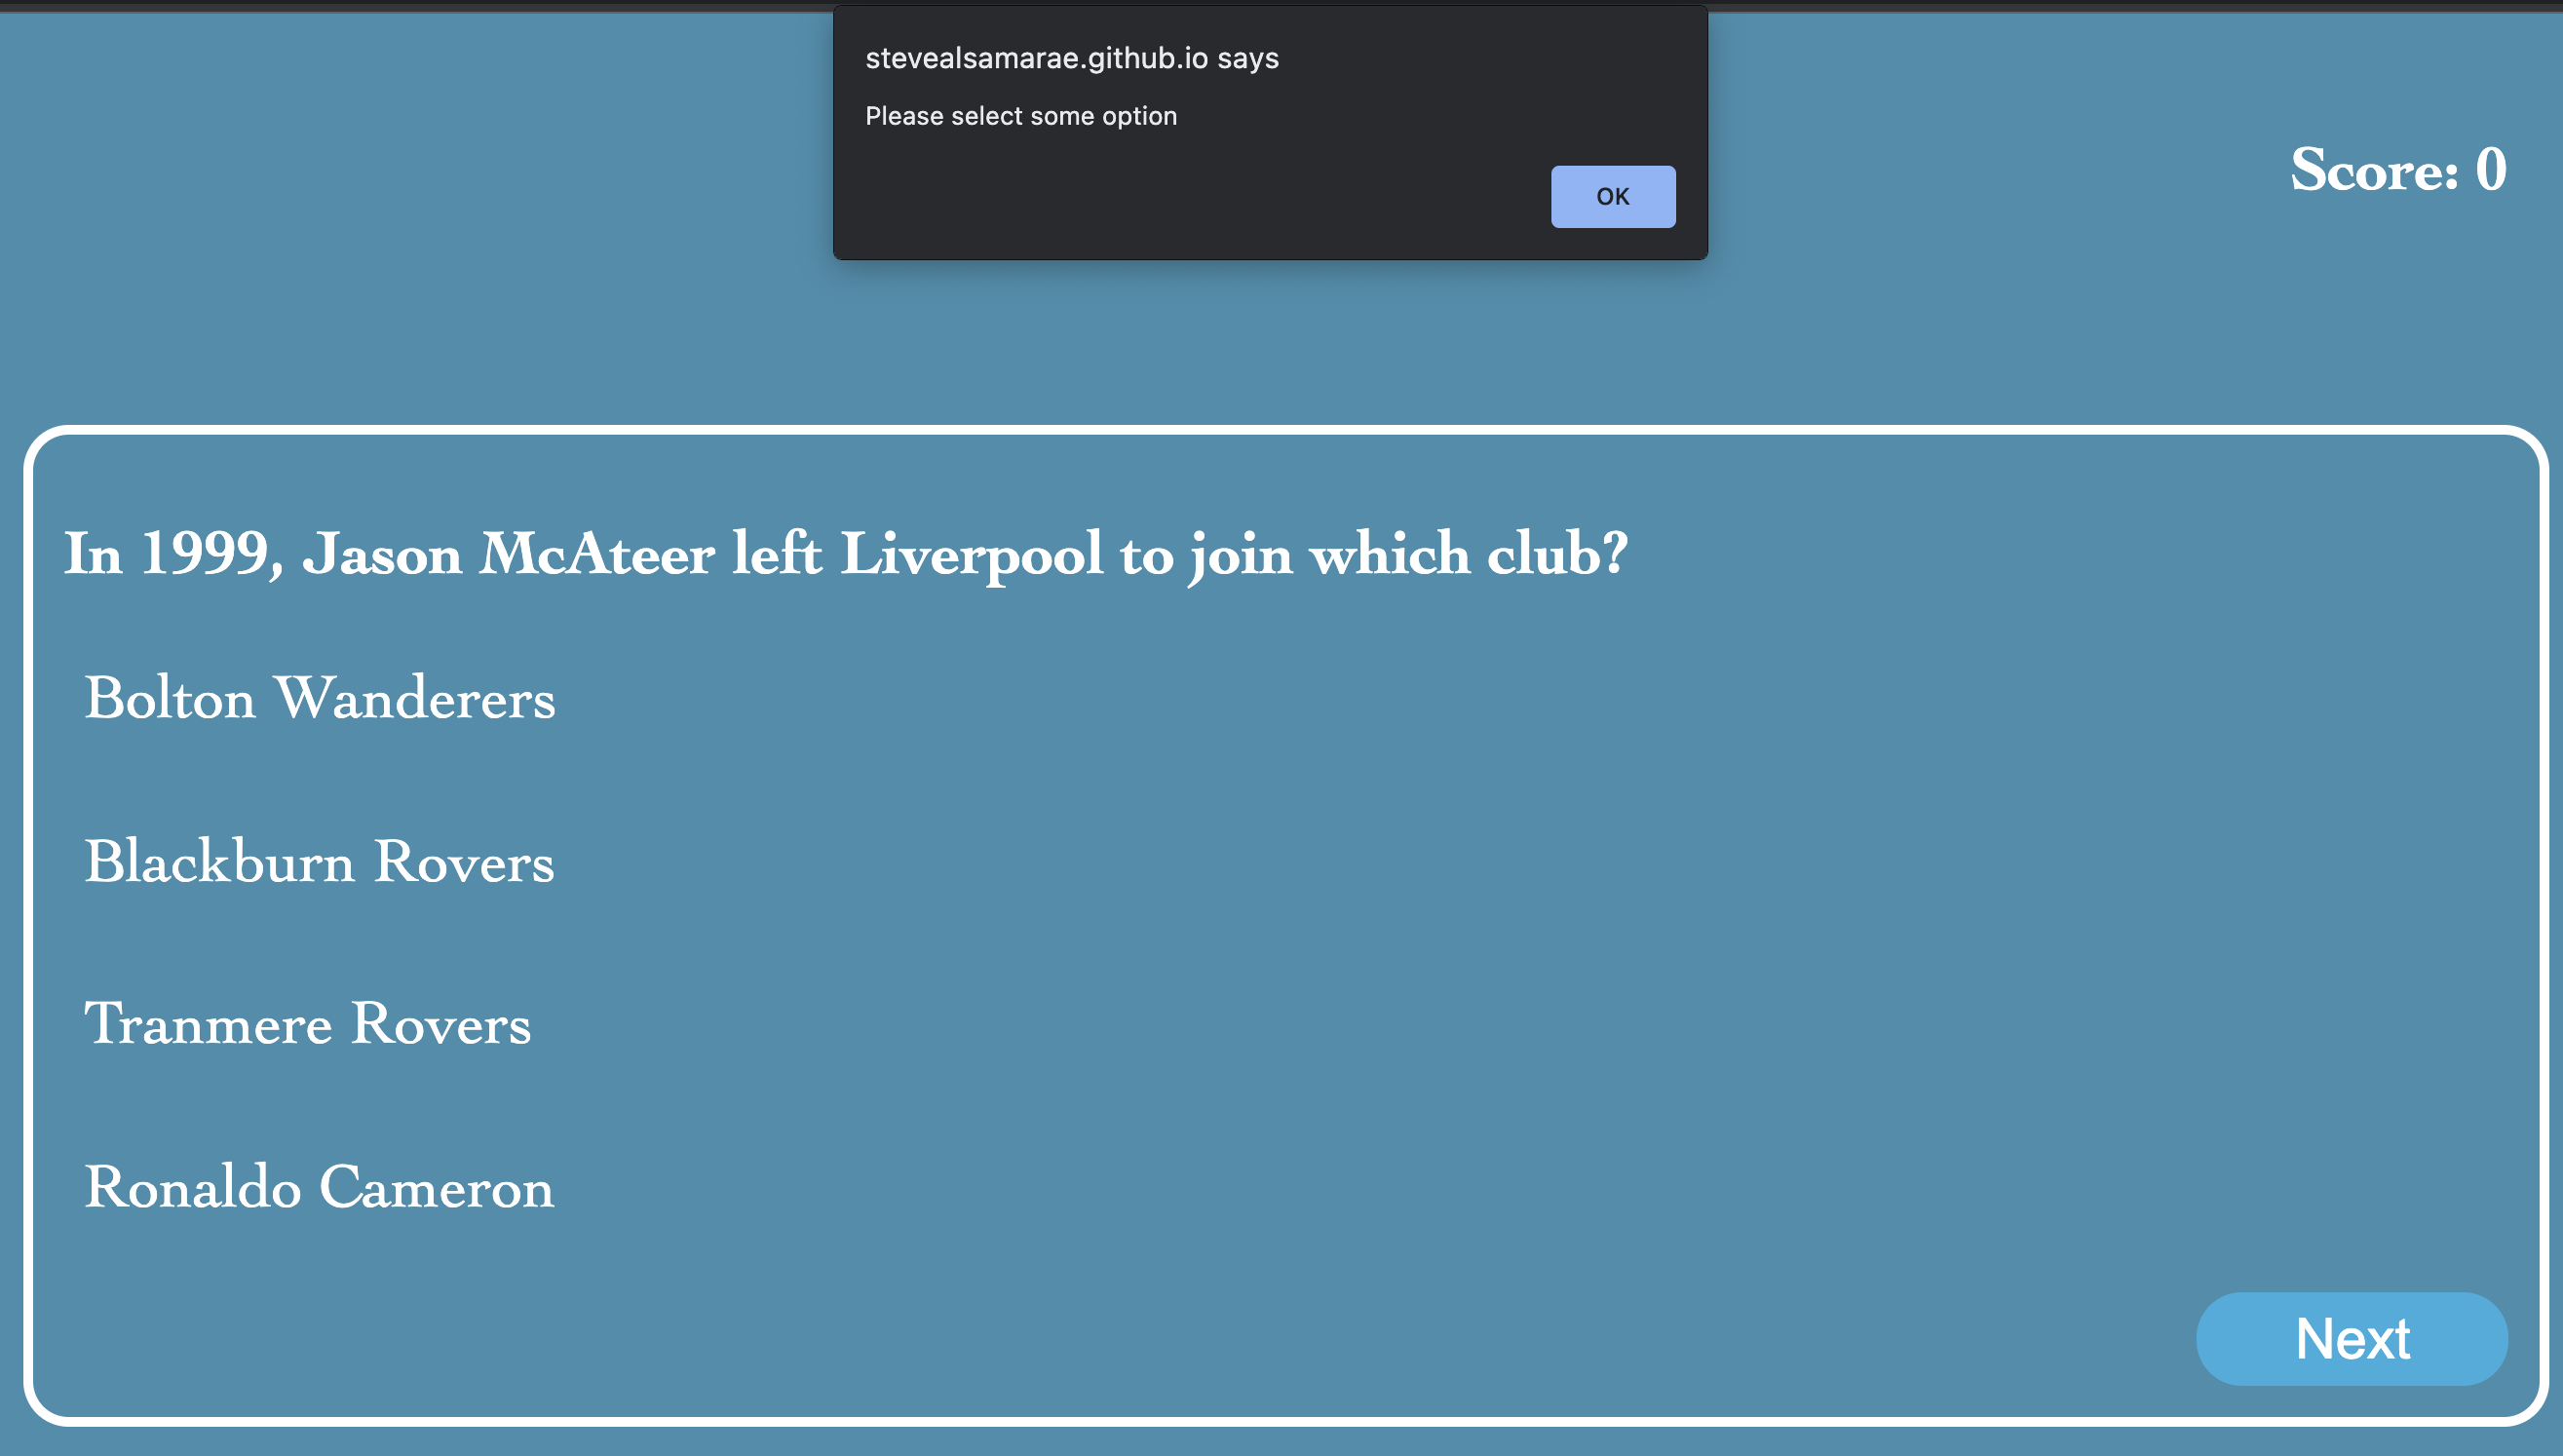 stevealsamarae.github.io says
Please select some option
OK
Score: 0
In 1999, Jason McAteer left Liverpool to join which club?
Bolton Wanderers
Blackburn Rovers
Tranmere Rovers
Ronaldo Cameron
Next